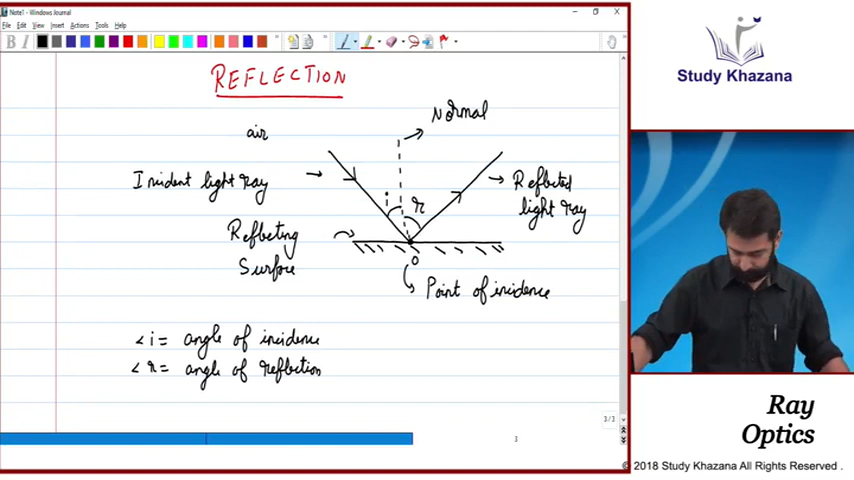 Note1 - Windows Journal
File Edit View Insert Actions Tools Help
B I
Study Khazana
REFLECTION
Normal
air
Incident light ray
Reflected
light ray
i
r
Reflecting
Surface
O
Point of incidence
∠i = angle of incidence
∠r = angle of reflection
3/3
3
Ray
Optics
© 2018 Study Khazana All Rights Reserved .